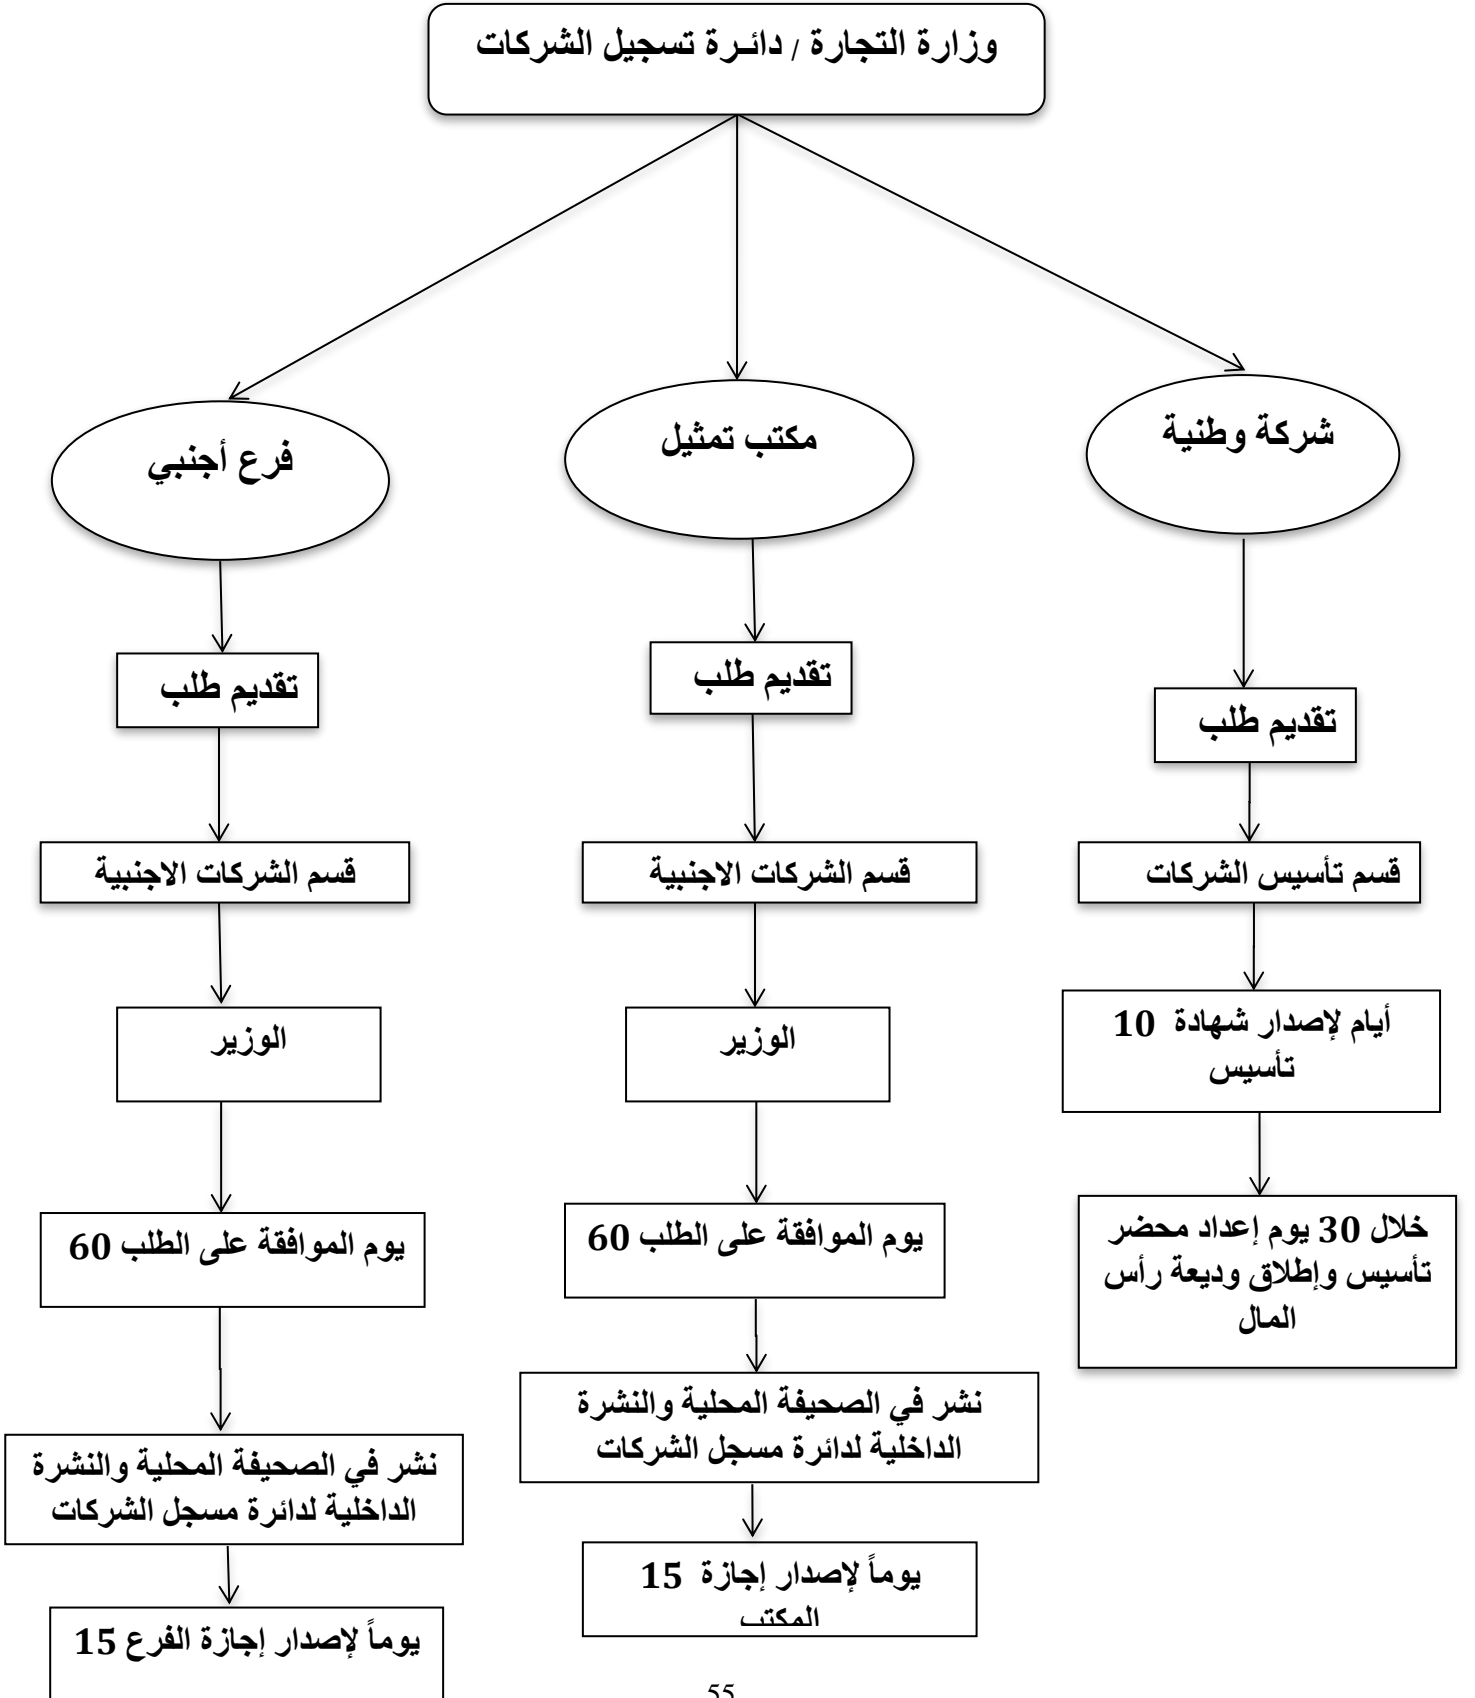 وزارة التجارة / دائرة تسجيل الشركات
شركة وطنية
مكتب تمثيل
فرع أجنبي
تقديم طلب
تقديم طلب
تقديم طلب
قسم تأسيس الشركات
قسم الشركات الاجنبية
قسم الشركات الاجنبية
أيام لإصدار شهادة 10
تأسيس
الوزير
الوزير
خلال 30 يوم إعداد محضر
تأسيس وإطلاق وديعة رأس
المال
يوم الموافقة على الطلب 60
يوم الموافقة على الطلب 60
نشر في الصحيفة المحلية والنشرة
الداخلية لدائرة مسجل الشركات
نشر في الصحيفة المحلية والنشرة
الداخلية لدائرة مسجل الشركات
يوماً لإصدار إجازة 15
المكتب
يوماً لإصدار إجازة الفرع 15
55